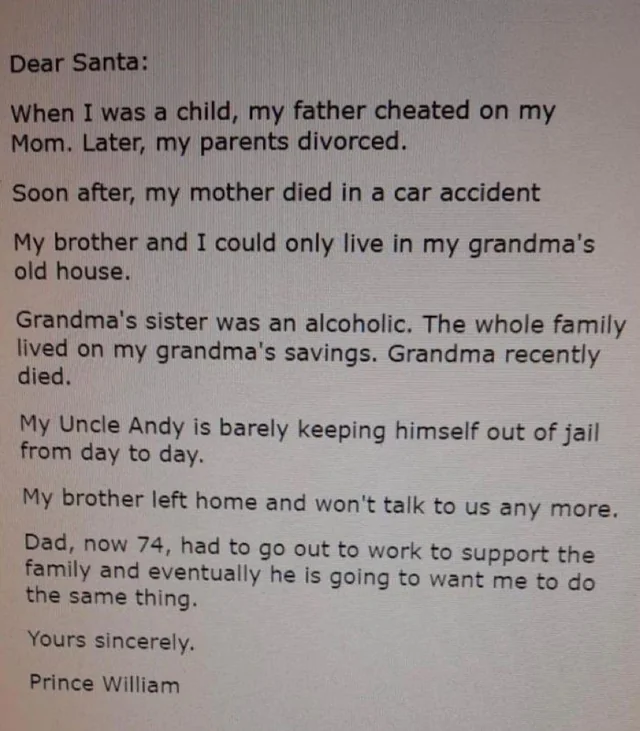 Dear Santa:
When I was a child, my father cheated on my
Mom. Later, my parents divorced.
Soon after, my mother died in a car accident
My brother and I could only live in my grandma's
old house.
Grandma's sister was an alcoholic. The whole family
lived on my grandma's savings. Grandma recently
died.
My Uncle Andy is barely keeping himself out of jail
from day to day.
My brother left home and won't talk to us any more.
Dad, now 74, had to go out to work to support the
family and eventually he is going to want me to do
the same thing.
Yours sincerely.
Prince William